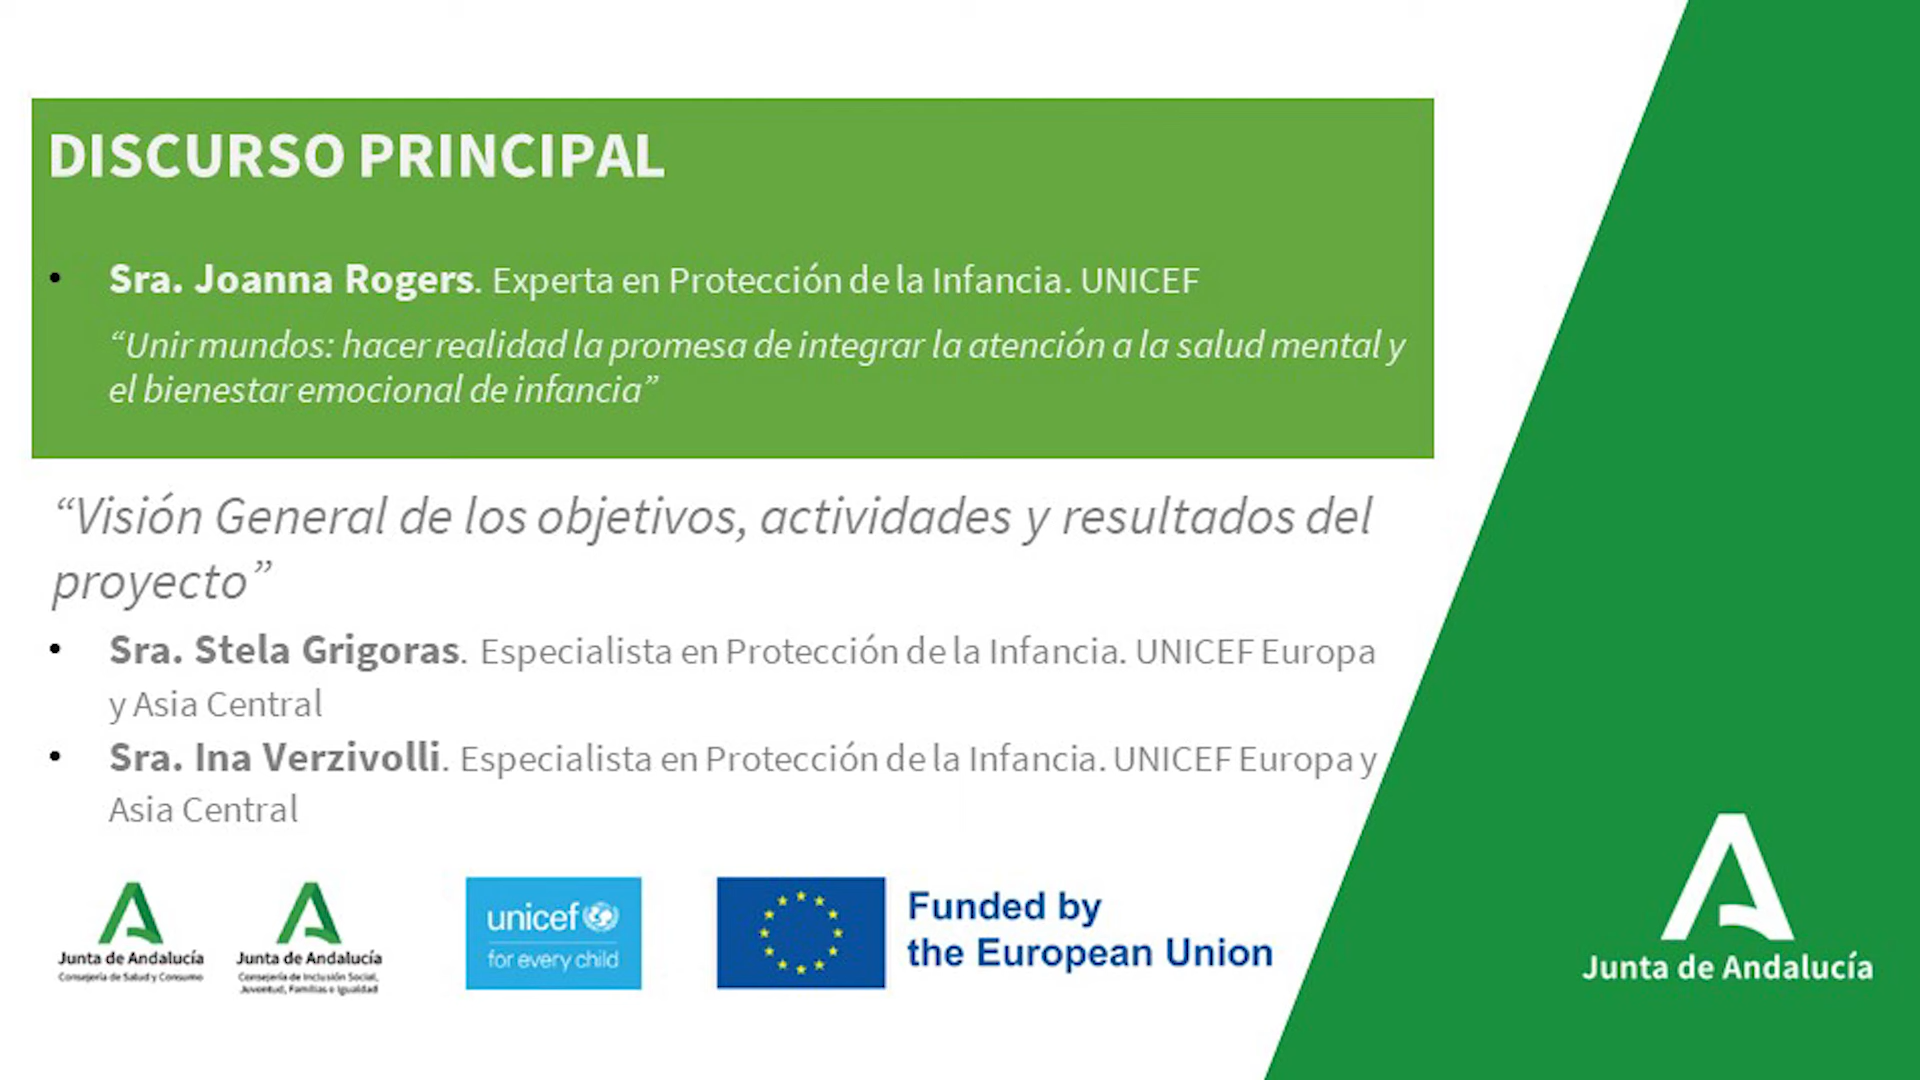 DISCURSO PRINCIPAL
• Sra. Joanna Rogers. Experta en Protección de la Infancia. UNICEF
“Unir mundos: hacer realidad la promesa de integrar la atención a la salud mental y
el bienestar emocional de infancia”
“Visión General de los objetivos, actividades y resultados del
proyecto”
• Sra. Stela Grigoras. Especialista en Protección de la Infancia. UNICEF Europa
y Asia Central
• Sra. Ina Verzivolli. Especialista en Protección de la Infancia. UNICEF Europa y
Asia Central
Junta de Andalucía
Consejería de Salud y Consumo
Junta de Andalucía
Consejería de Inclusión Social,
Juventud, Familias e Igualdad
unicef
for every child
Funded by
the European Union
Junta de Andalucía